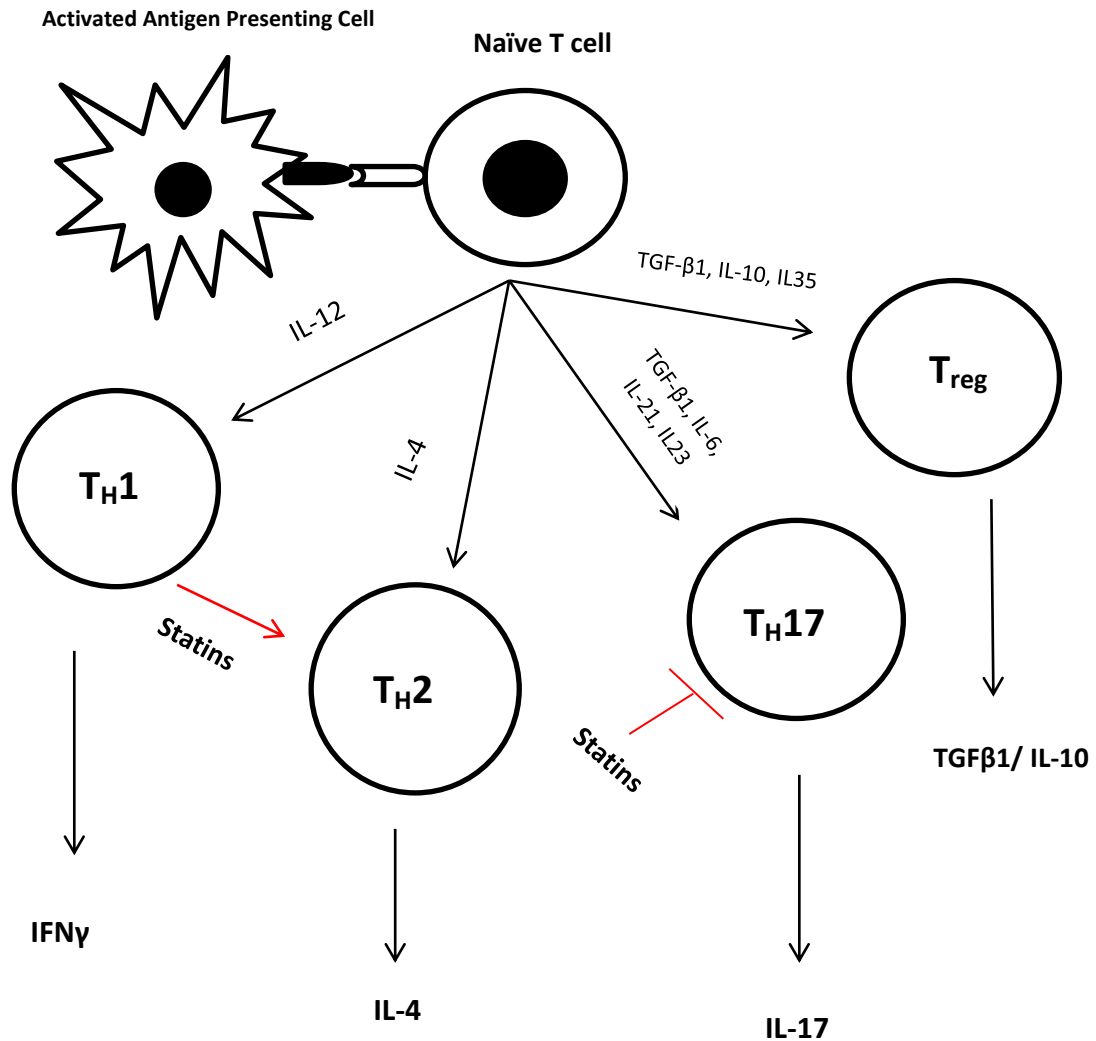 Activated Antigen Presenting Cell
Naïve T cell
TGF-β1, IL-10, IL35
IL-12
TGF-β1, IL-6,
IL-21, IL23
IL-4
Treg
TH1
TH17
Statins
TH2
Statins
TGFβ1/ IL-10
IFNγ
IL-4
IL-17